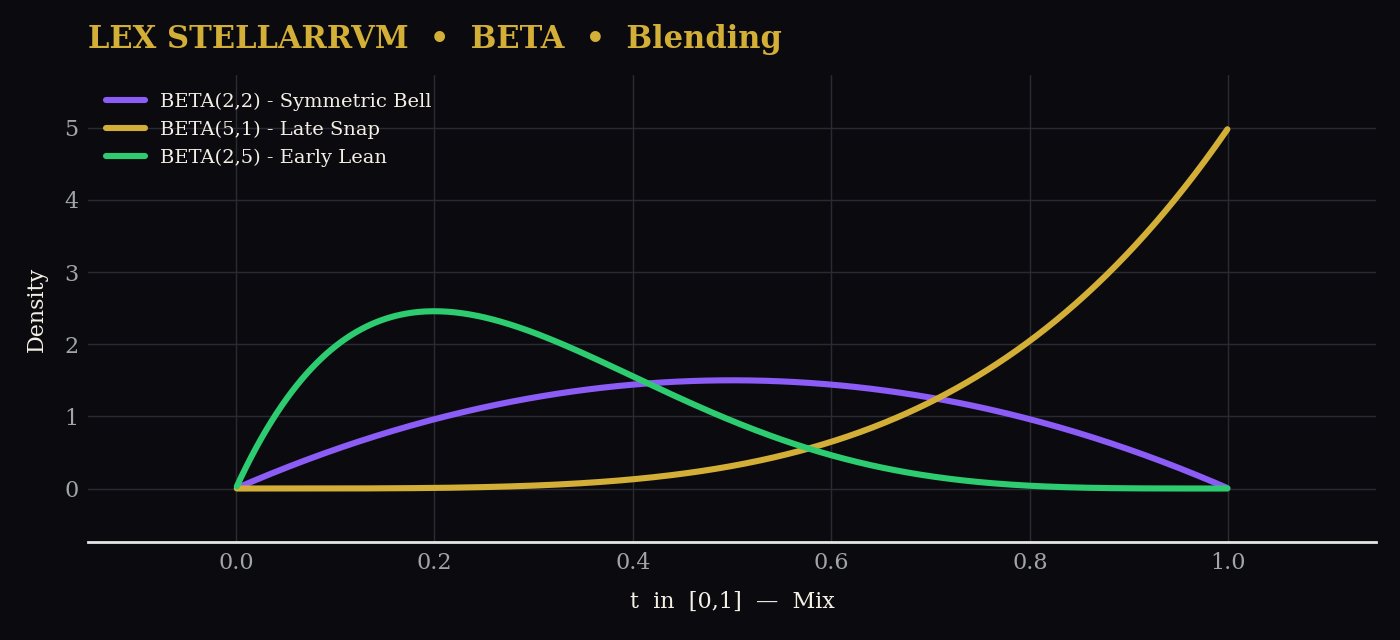 LEX STELLARRVM • BETA • Blending
BETA(2,2) - Symmetric Bell
BETA(5,1) - Late Snap
BETA(2,5) - Early Lean
5
4
3
2
1
0
Density
0.0 0.2 0.4 0.6 0.8 1.0
t in [0,1] — Mix